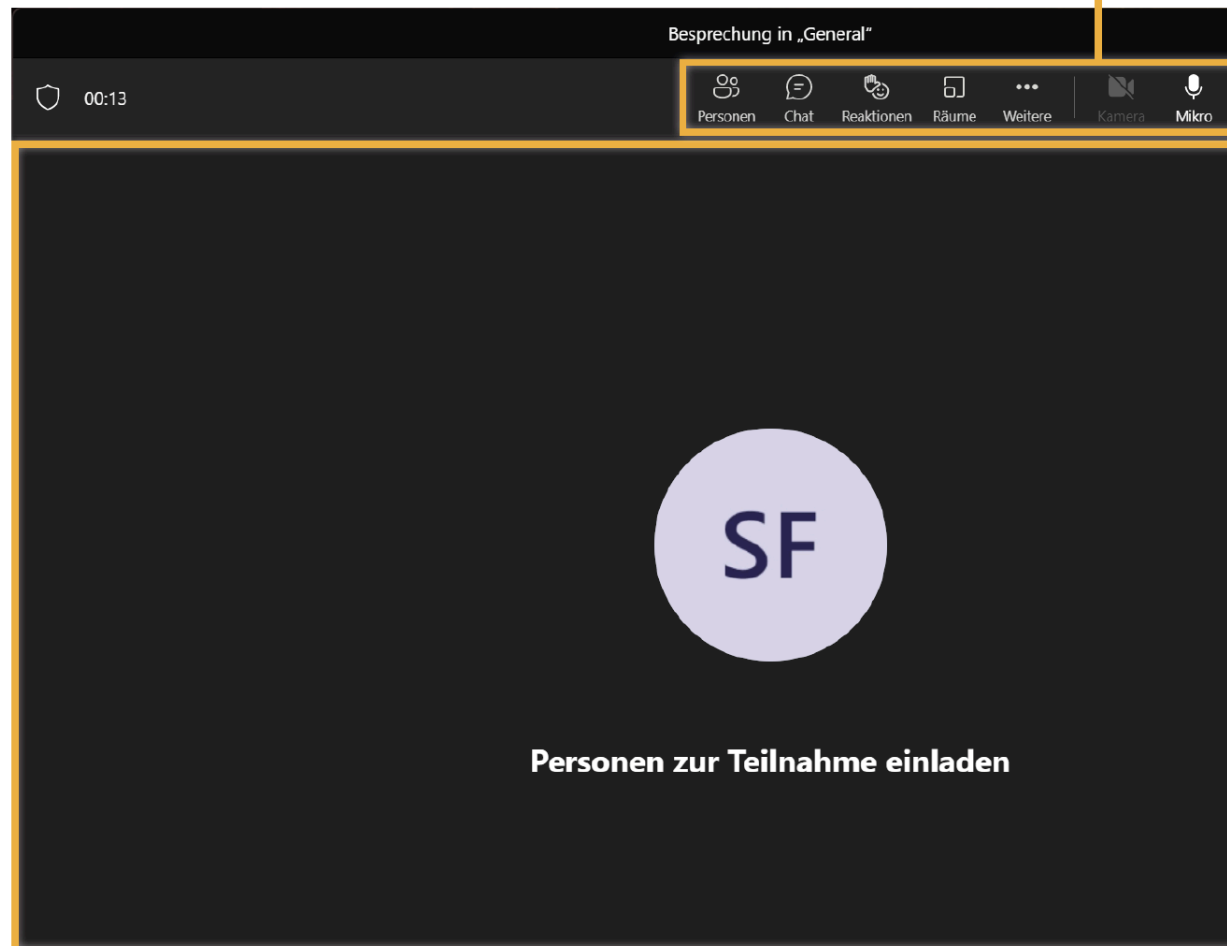 Besprechung in „General“
00:13
Personen Chat Reaktionen Räume Weitere Kamera Mikro
SF
Personen zur Teilnahme einladen